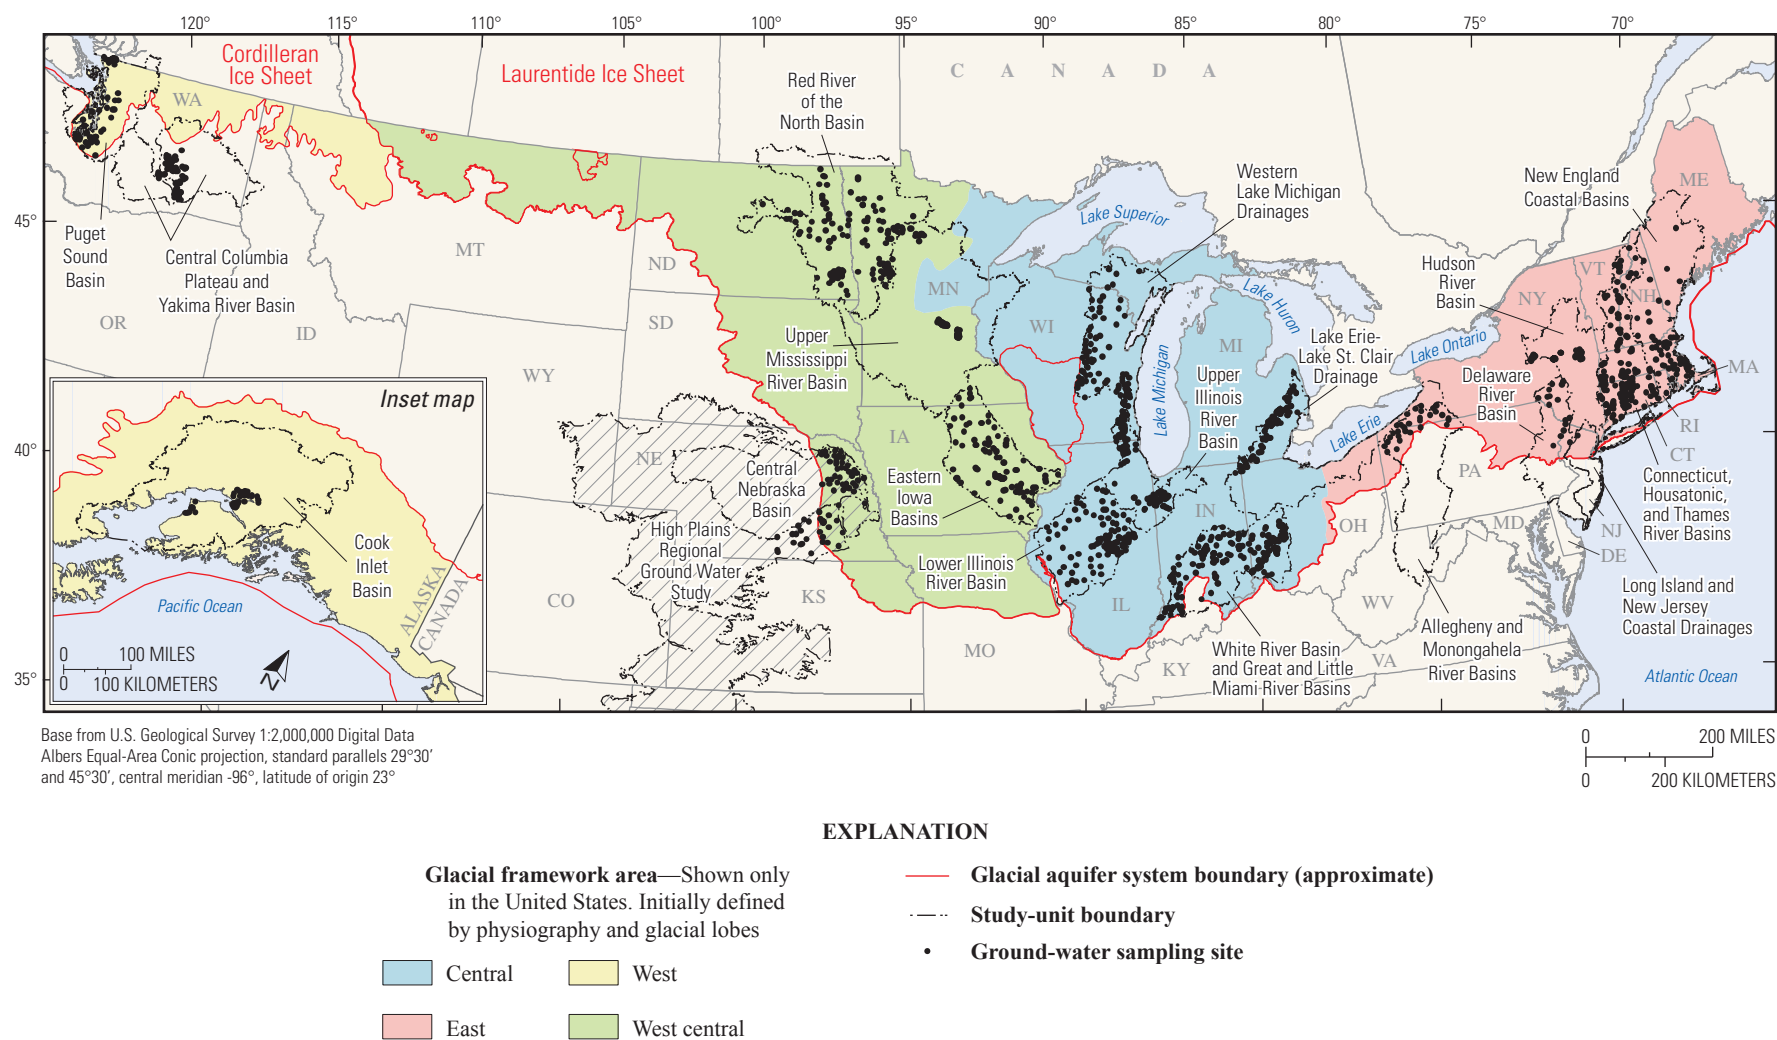 120°
115°
110°
105°
100°
95°
90°
85°
80°
75°
70°
45°
40°
35°
Cordilleran
Ice Sheet
Laurentide Ice Sheet
CANADA
Red River
of the
North Basin
Western
Lake Michigan
Drainages
New England
Coastal Basins
Lake Superior
WA
ME
Puget
Sound
Basin
Central Columbia
Plateau and
Yakima River Basin
MT
ND
MN
Hudson
River
Basin
VT
NH
NY
OR
ID
SD
WI
Lake Huron
MI
Lake Erie-
Lake St. Clair
Drainage
Lake Ontario
Upper
Mississippi
River Basin
WY
Lake Michigan
Upper
Illinois
River
Basin
Delaware
River
Basin
MA
Inset map
IA
Lake Erie
RI
CT
NE
Central
Nebraska
Basin
Eastern
Iowa
Basins
PA
Connecticut,
Housatonic,
and Thames
River Basins
IN
OH
MD
NJ
DE
High Plains
Regional
Ground Water
Study
Cook
Inlet
Basin
Lower Illinois
River Basin
ALASKA
CANADA
Pacific Ocean
CO
KS
IL
WV
Long Island and
New Jersey
Coastal Drainages
Allegheny and
Monongahela
River Basins
MO
KY
VA
White River Basin
and Great and Little
Miami River Basins
Atlantic Ocean
0 100 MILES
0 100 KILOMETERS
N
Base from U.S. Geological Survey 1:2,000,000 Digital Data
Albers Equal-Area Conic projection, standard parallels 29°30′
and 45°30′, central meridian -96°, latitude of origin 23°
0 200 MILES
0 200 KILOMETERS
EXPLANATION
Glacial framework area—Shown only
in the United States. Initially defined
by physiography and glacial lobes
Central
West
East
West central
Glacial aquifer system boundary (approximate)
Study-unit boundary
Ground-water sampling site